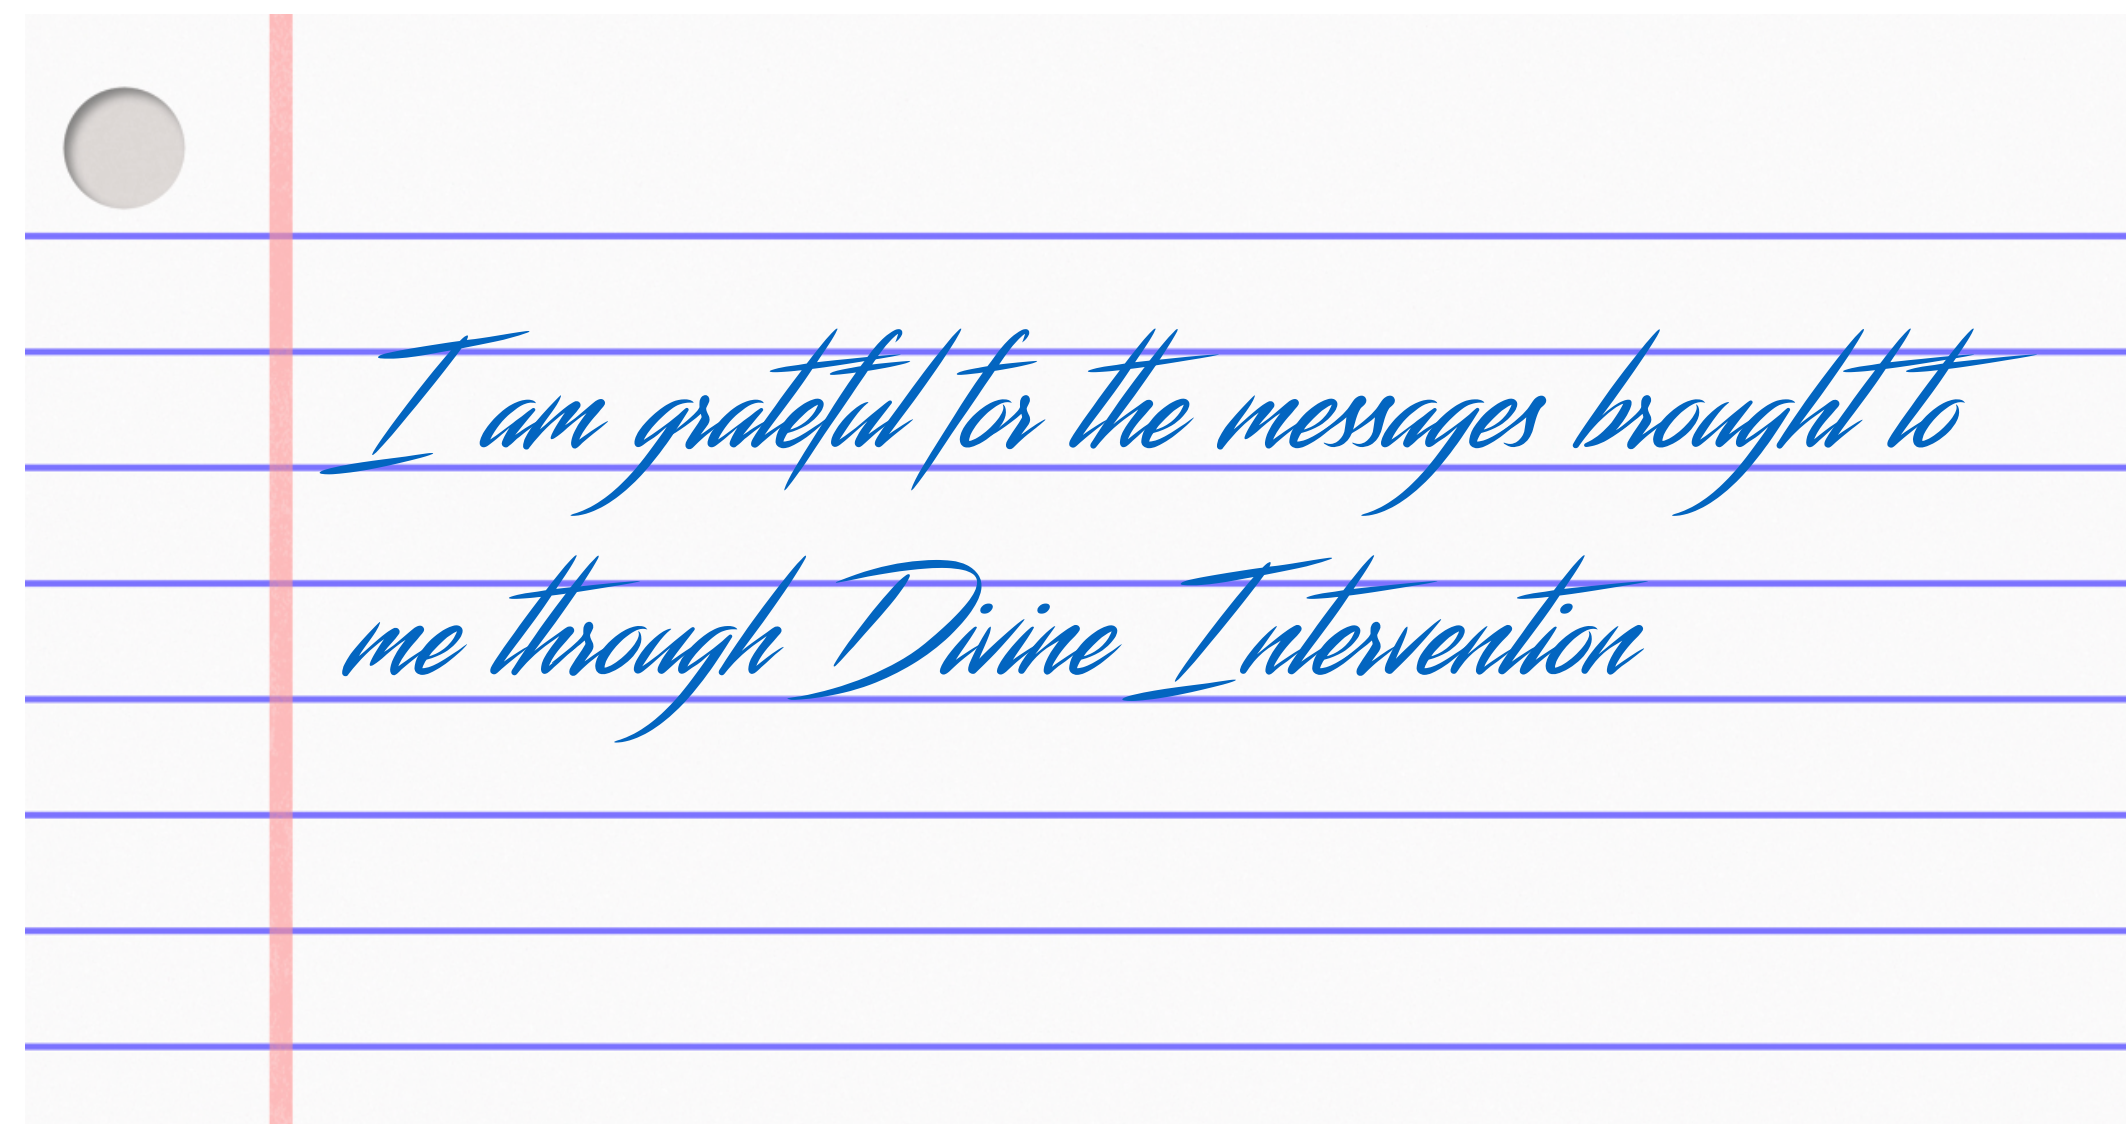 I am grateful for the messages brought to
me through Divine Intervention